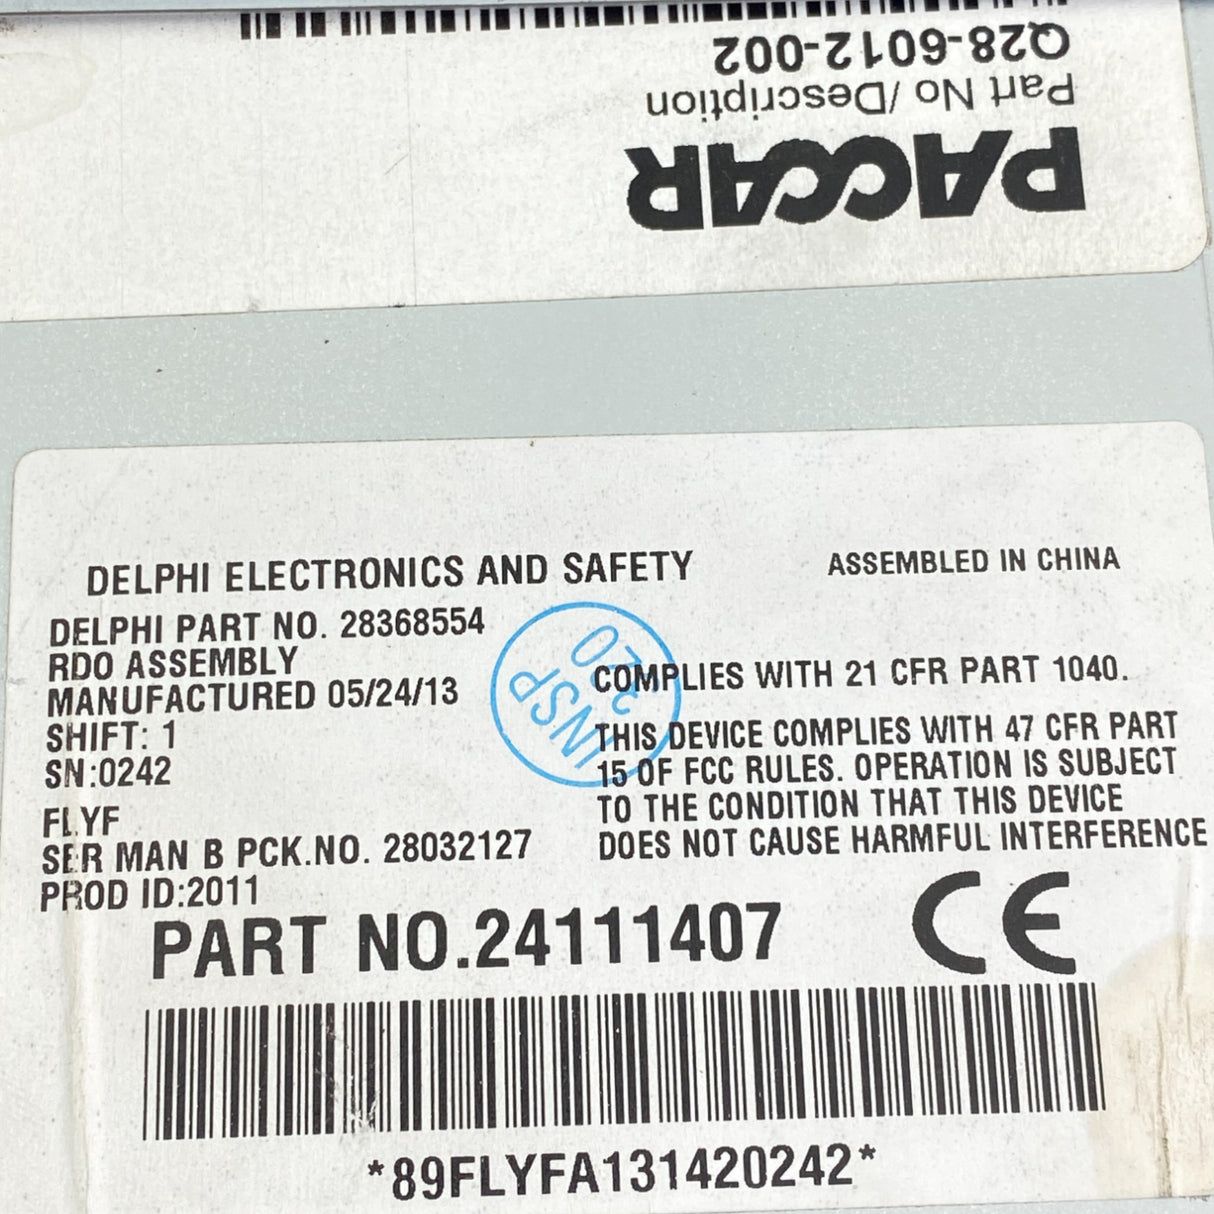 PACCAR
Part No/Description
Q28-6012-002
DELPHI ELECTRONICS AND SAFETY
ASSEMBLED IN CHINA
DELPHI PART NO. 28368554
RDO ASSEMBLY
MANUFACTURED 05/24/13
SHIFT: 1
SN:0242
FLYF
SER MAN B PCK.NO. 28032127
PROD ID:2011
INSP
320
COMPLIES WITH 21 CFR PART 1040.
THIS DEVICE COMPLIES WITH 47 CFR PART
15 OF FCC RULES. OPERATION IS SUBJECT
TO THE CONDITION THAT THIS DEVICE
DOES NOT CAUSE HARMFUL INTERFERENCE
PART NO.24111407
CE
*89FLYFA131420242*